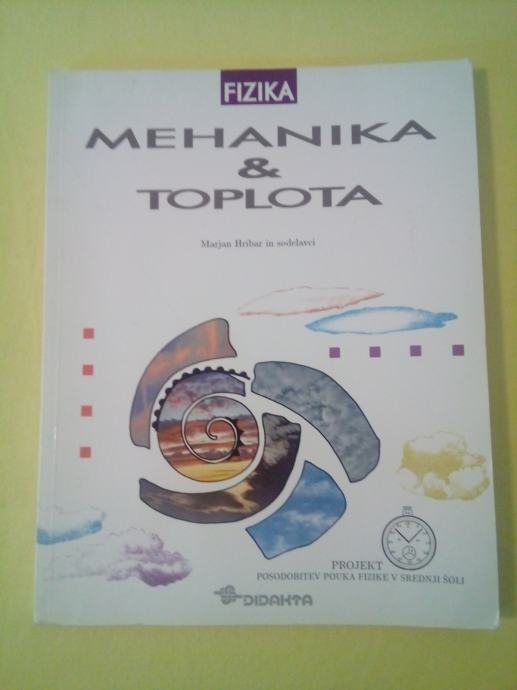 FIZIKA
MEHANIKA
&
TOPLOTA
Marjan Hribar in sodelavci
PROJEKT
POSODOBITEV POUKA FIZIKE V SREDNJI ŠOLI
DIDAKTA